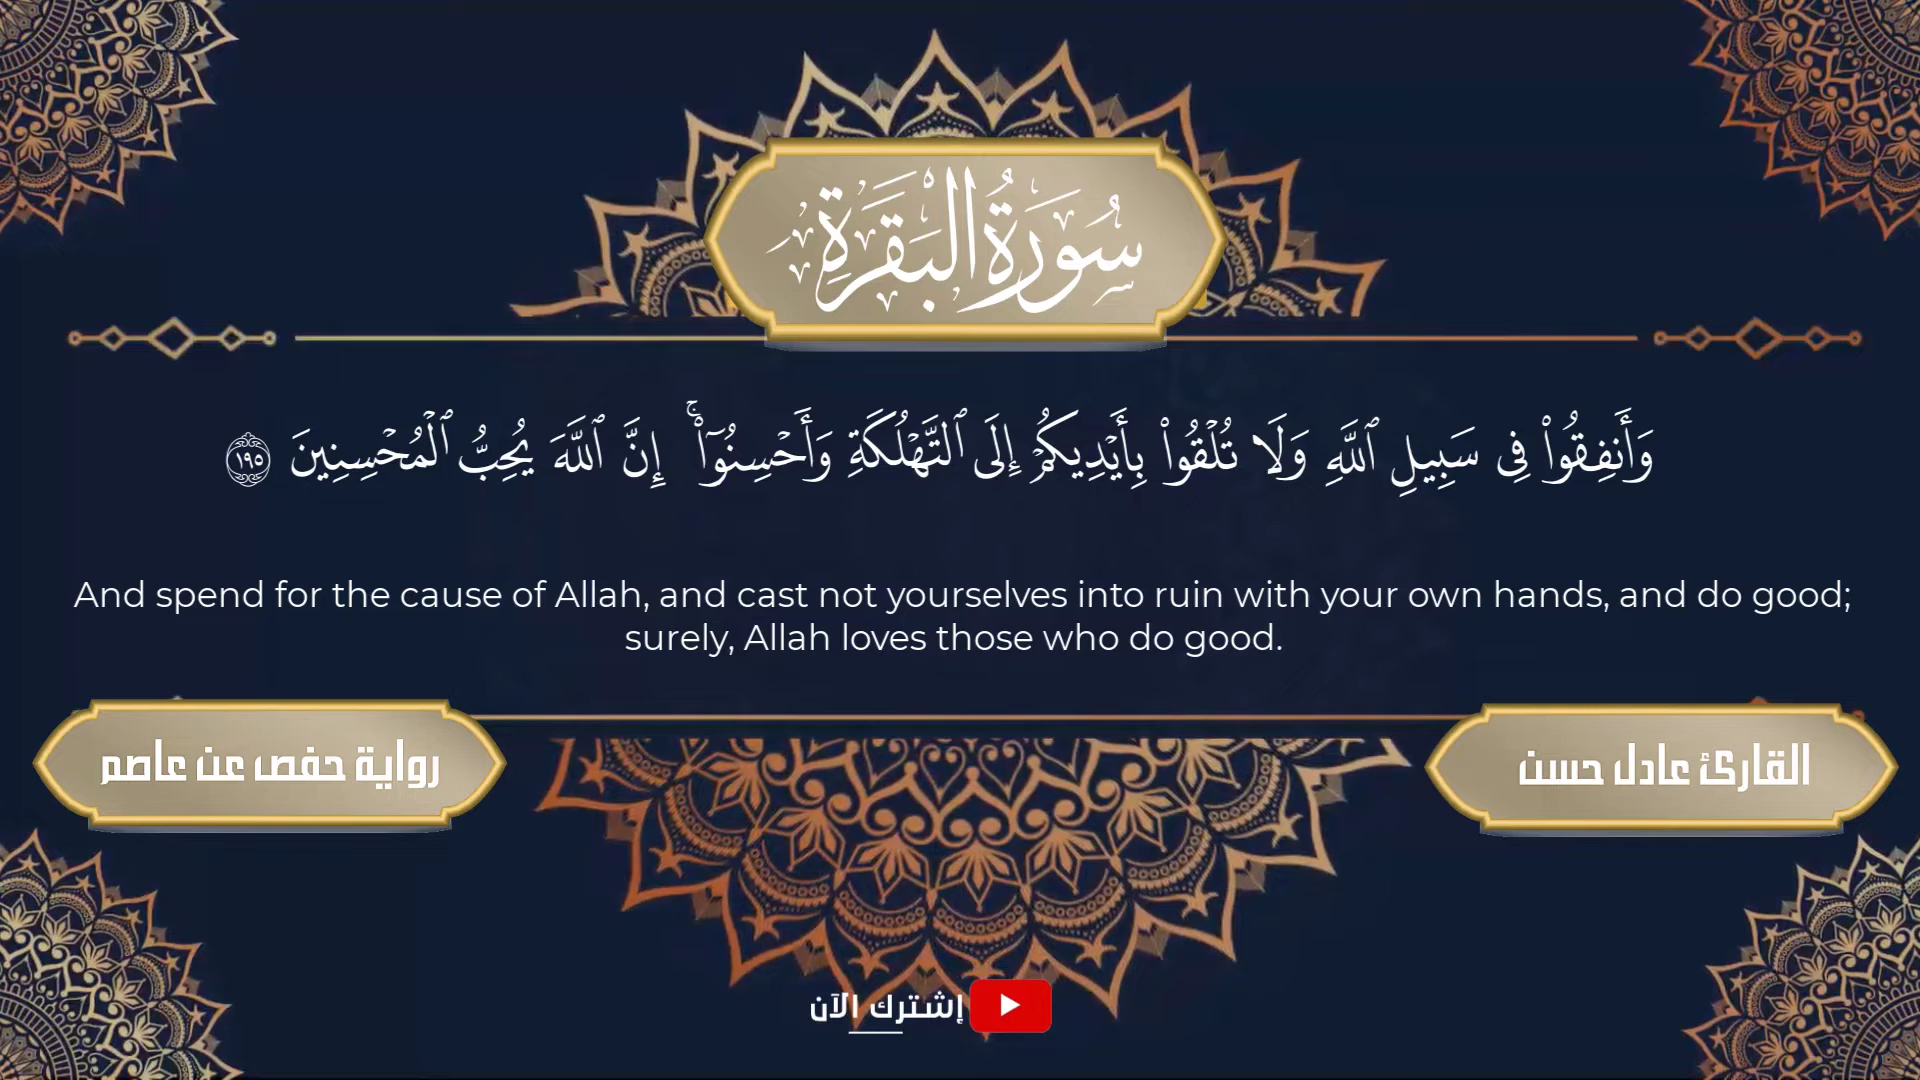 سُورَةُ الْبَقَرَةِ
وَأَنفِقُوا۟ فِى سَبِيلِ ٱللَّهِ وَلَا تُلْقُوا۟ بِأَيْدِيكُمْ إِلَى ٱلتَّهْلُكَةِ وَأَحْسِنُوٓا۟ ۚ إِنَّ ٱللَّهَ يُحِبُّ ٱلْمُحْسِنِينَ ١٩٥
And spend for the cause of Allah, and cast not yourselves into ruin with your own hands, and do good;
surely, Allah loves those who do good.
القارئ عادل حسن
رواية حفص عن عاصم
إشترك الآن